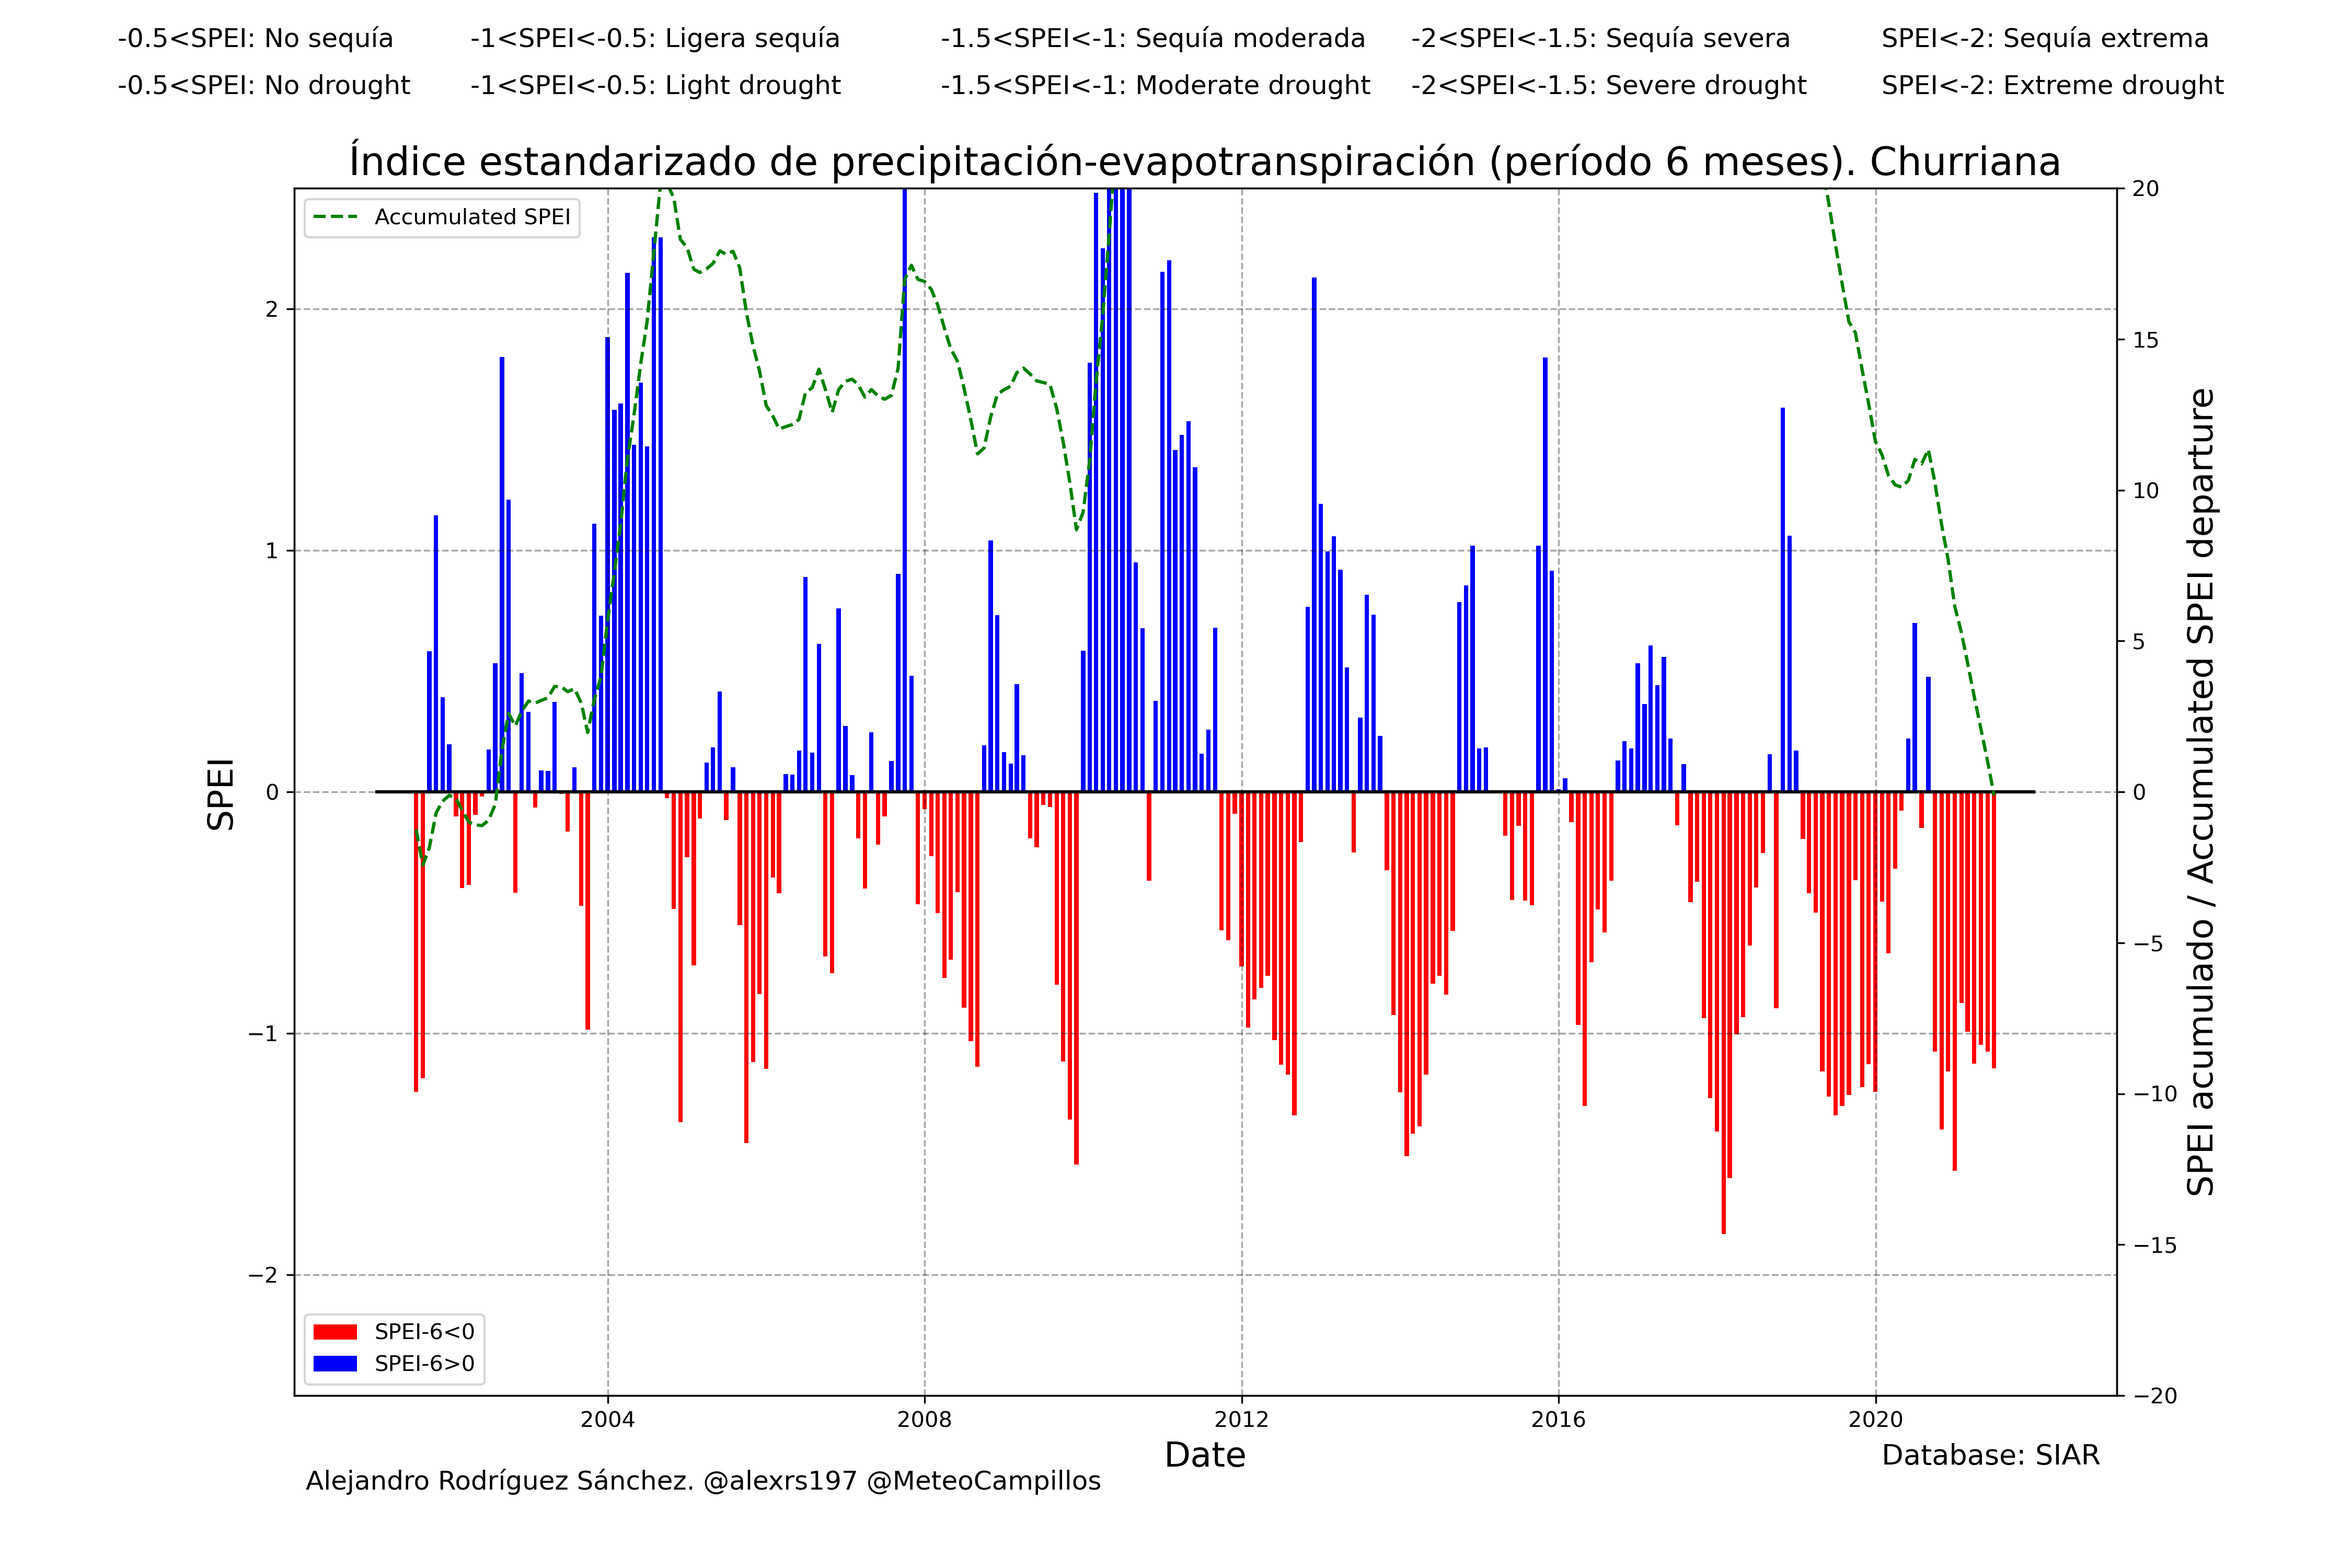 -0.5<SPEI: No sequía
-1<SPEI<-0.5: Ligera sequía
-1.5<SPEI<-1: Sequía moderada
-2<SPEI<-1.5: Sequía severa
SPEI<-2: Sequía extrema
-0.5<SPEI: No drought
-1<SPEI<-0.5: Light drought
-1.5<SPEI<-1: Moderate drought
-2<SPEI<-1.5: Severe drought
SPEI<-2: Extreme drought
Índice estandarizado de precipitación-evapotranspiración (período 6 meses). Churriana
Accumulated SPEI
SPEI
2
1
0
−1
−2
20
15
10
5
0
−5
−10
−15
−20
SPEI acumulado / Accumulated SPEI departure
SPEI-6<0
SPEI-6>0
2004
2008
2012
2016
2020
Date
Database: SIAR
Alejandro Rodríguez Sánchez. @alexrs197 @MeteoCampillos